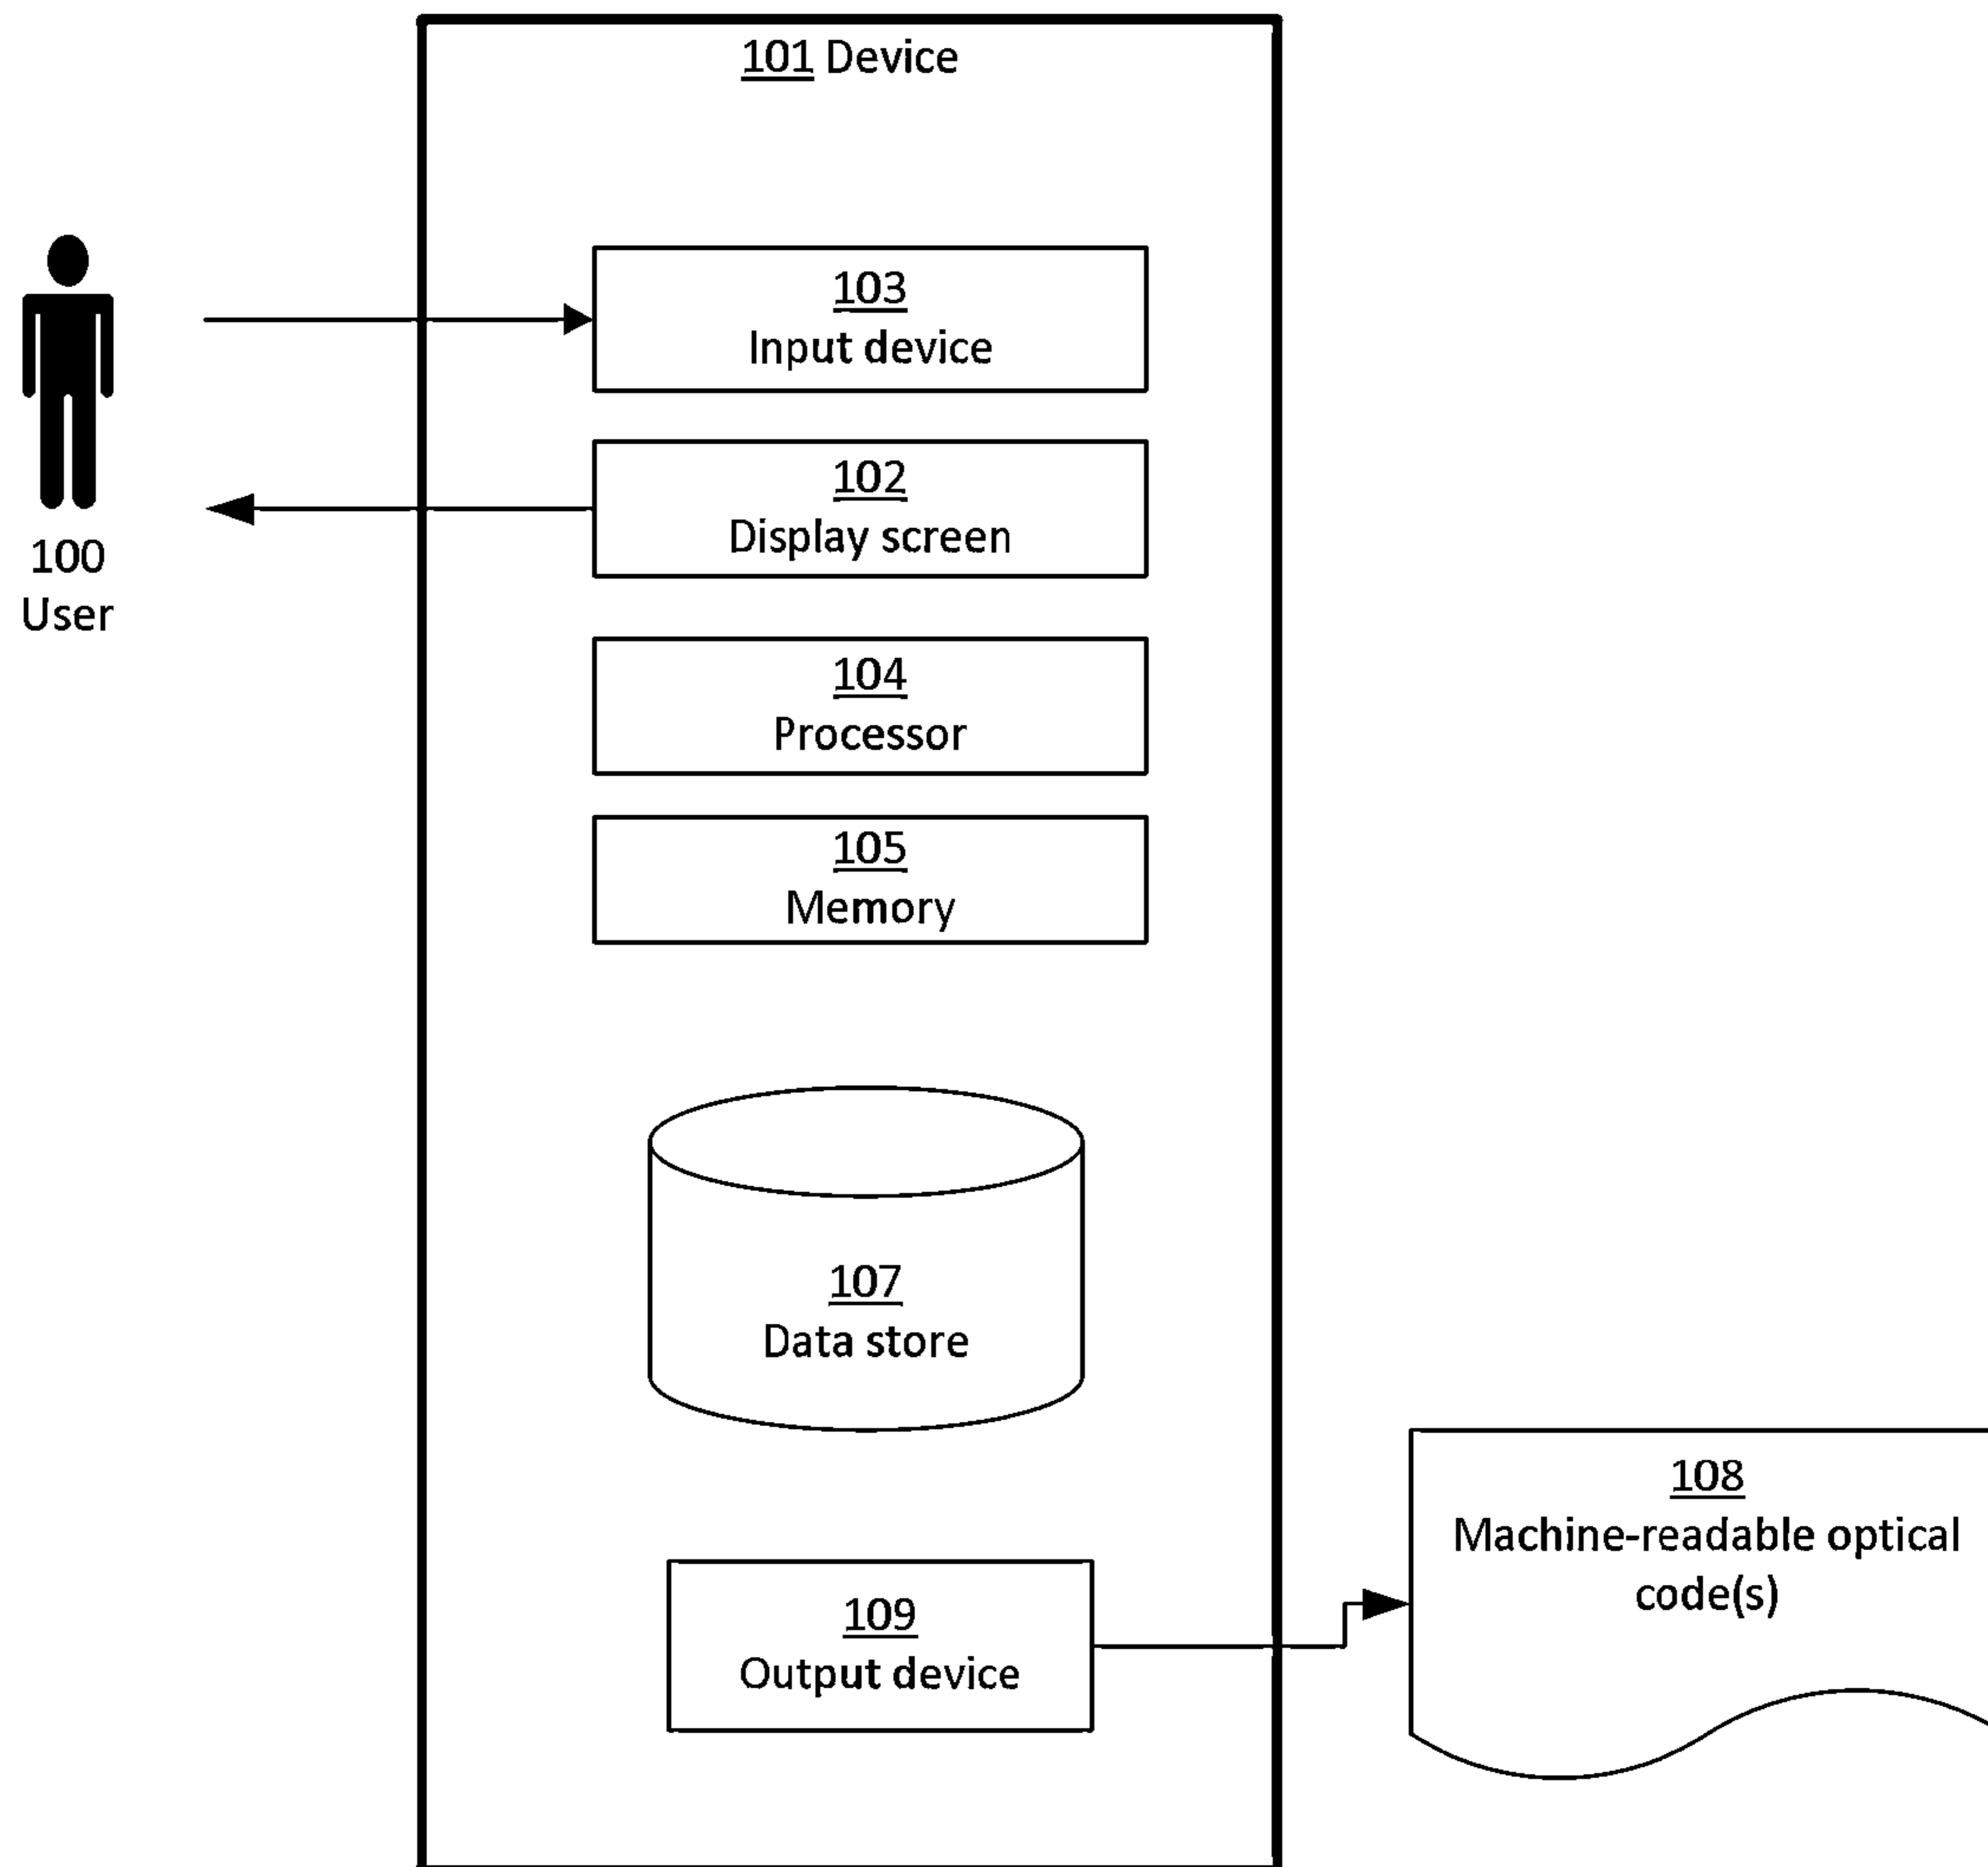 101 Device
103
Input device
102
Display screen
100
User
104
Processor
105
Memory
107
Data store
108
Machine-readable optical
code(s)
109
Output device